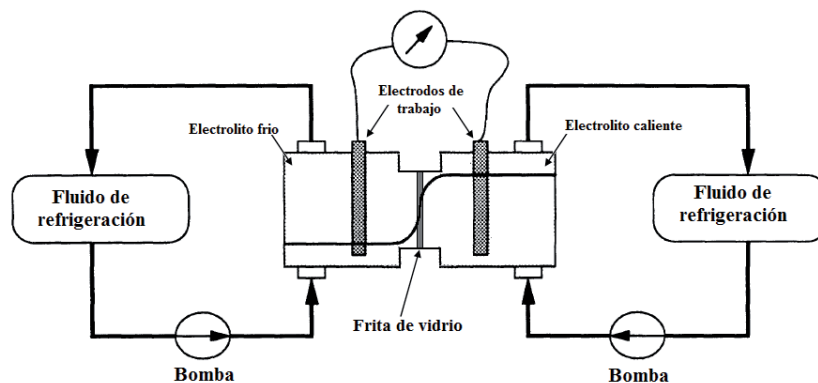 Electrodos de
trabajo
Electrolito frio
Electrolito caliente
Fluido de
refrigeración
Fluido de
refrigeración
Frita de vidrio
Bomba
Bomba